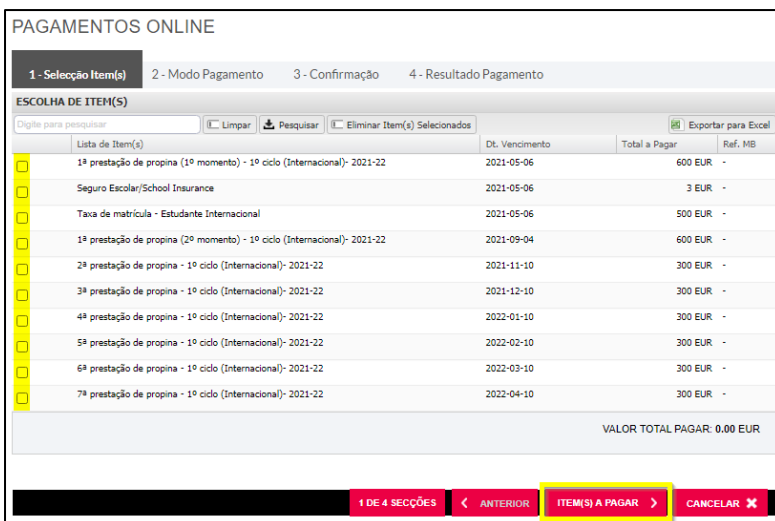 PAGAMENTOS ONLINE
1 - Selecção Item(s) 2 - Modo Pagamento 3 - Confirmação 4 - Resultado Pagamento
ESCOLHA DE ITEM(S)
Digite para pesquisar Limpar Pesquisar Eliminar Item(s) Selecionados Exportar para Excel
Lista de Item(s) Dt. Vencimento Total a Pagar Ref. MB
1ª prestação de propina (1º momento) - 1º ciclo (Internacional)- 2021-22 2021-05-06 600 EUR -
Seguro Escolar/School Insurance 2021-05-06 3 EUR -
Taxa de matrícula - Estudante Internacional 2021-05-06 500 EUR -
1ª prestação de propina (2º momento) - 1º ciclo (Internacional)- 2021-22 2021-09-04 600 EUR -
2ª prestação de propina - 1º ciclo (Internacional)- 2021-22 2021-11-10 300 EUR -
3ª prestação de propina - 1º ciclo (Internacional)- 2021-22 2021-12-10 300 EUR -
4ª prestação de propina - 1º ciclo (Internacional)- 2021-22 2022-01-10 300 EUR -
5ª prestação de propina - 1º ciclo (Internacional)- 2021-22 2022-02-10 300 EUR -
6ª prestação de propina - 1º ciclo (Internacional)- 2021-22 2022-03-10 300 EUR -
7ª prestação de propina - 1º ciclo (Internacional)- 2021-22 2022-04-10 300 EUR -
VALOR TOTAL PAGAR: 0.00 EUR
1 DE 4 SECÇÕES ANTERIOR ITEM(S) A PAGAR CANCELAR